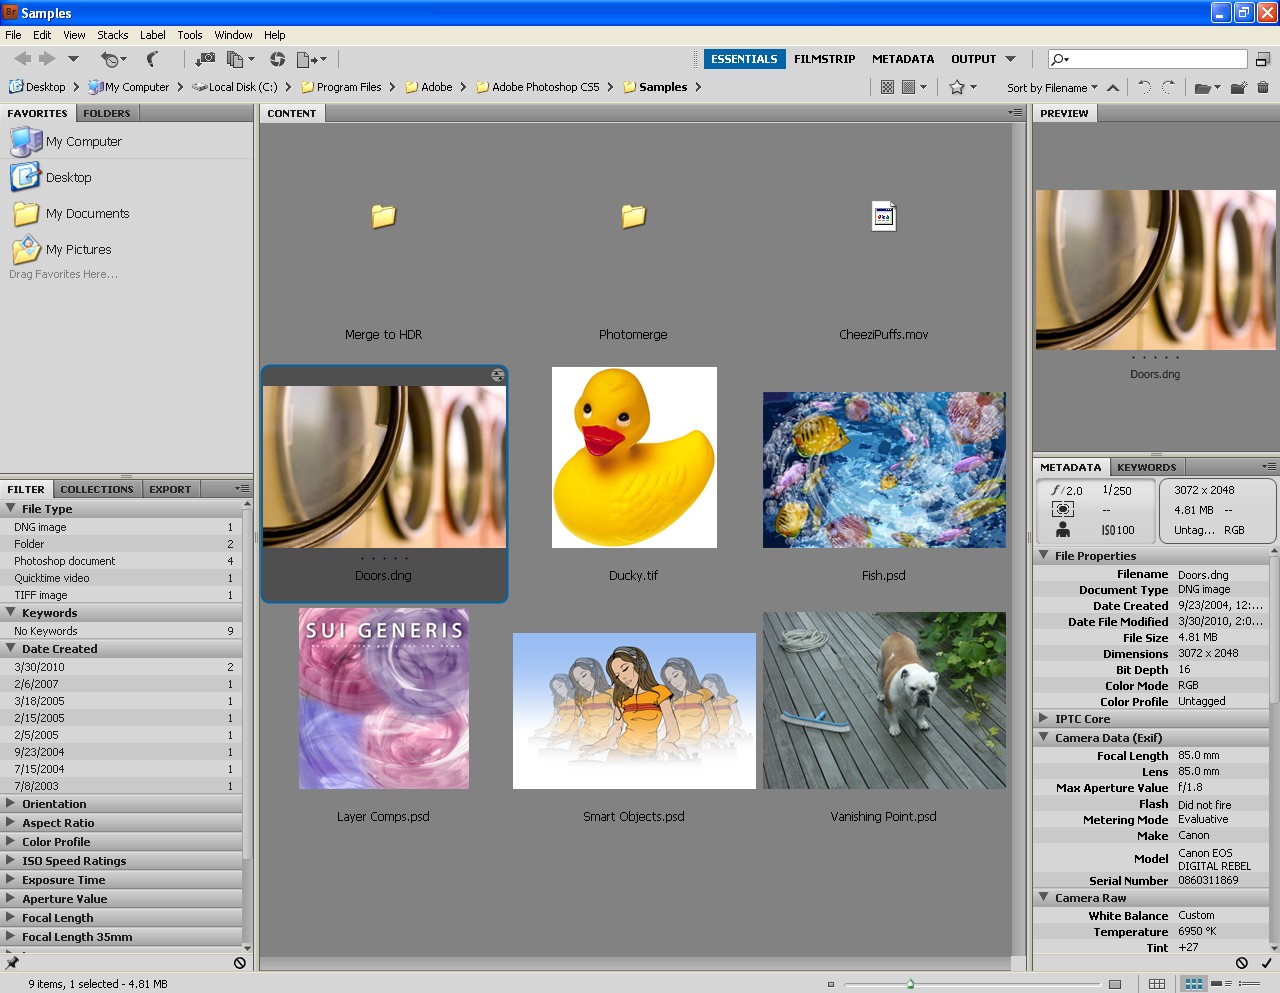 Br Samples
File Edit View Stacks Label Tools Window Help
ESSENTIALS FILMSTRIP METADATA OUTPUT
Desktop My Computer Local Disk (C:) Program Files Adobe Adobe Photoshop CS5 Samples Sort by Filename
FAVORITES FOLDERS
My Computer
Desktop
My Documents
My Pictures
Drag Favorites Here...
FILTER COLLECTIONS EXPORT
File Type
DNG image 1
Folder 2
Photoshop document 4
Quicktime video 1
TIFF image 1
Keywords
No Keywords 9
Date Created
3/30/2010 2
2/6/2007 1
3/18/2005 1
2/15/2005 1
2/5/2005 1
9/23/2004 1
7/15/2004 1
7/8/2003 1
Orientation
Aspect Ratio
Color Profile
ISO Speed Ratings
Exposure Time
Aperture Value
Focal Length
Focal Length 35mm
CONTENT
Merge to HDR
Photomerge
CheeziPuffs.mov
Doors.dng
Ducky.tif
Fish.psd
SUI GENERIS
Layer Comps.psd
Smart Objects.psd
Vanishing Point.psd
PREVIEW
Doors.dng
METADATA KEYWORDS
f/2.0 1/250
--
ISO100
3072 x 2048
4.81 MB --
Untag... RGB
File Properties
Filename Doors.dng
Document Type DNG image
Date Created 9/23/2004, 12:...
Date File Modified 3/30/2010, 2:0...
File Size 4.81 MB
Dimensions 3072 x 2048
Bit Depth 16
Color Mode RGB
Color Profile Untagged
IPTC Core
Camera Data (Exif)
Focal Length 85.0 mm
Lens 85.0 mm
Max Aperture Value f/1.8
Flash Did not fire
Metering Mode Evaluative
Make Canon
Model Canon EOS
DIGITAL REBEL
Serial Number 0860311869
Camera Raw
White Balance Custom
Temperature 6950 °K
Tint +27
9 items, 1 selected - 4.81 MB